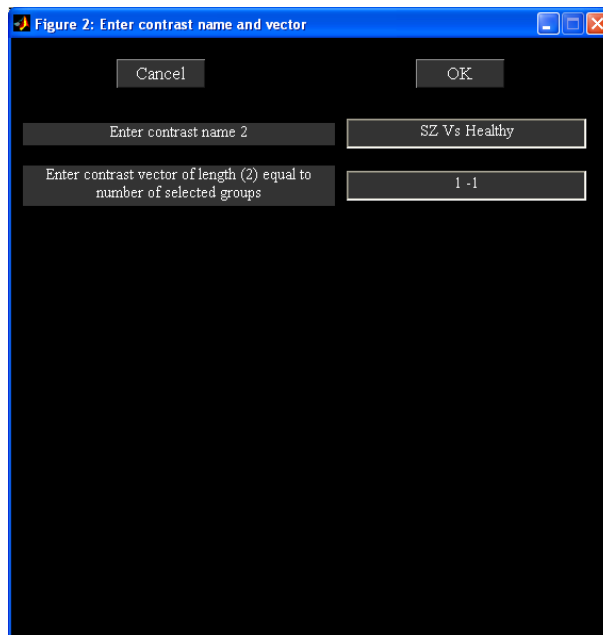 Figure 2: Enter contrast name and vector
Cancel
OK
Enter contrast name 2
SZ Vs Healthy
Enter contrast vector of length (2) equal to
number of selected groups
1 -1